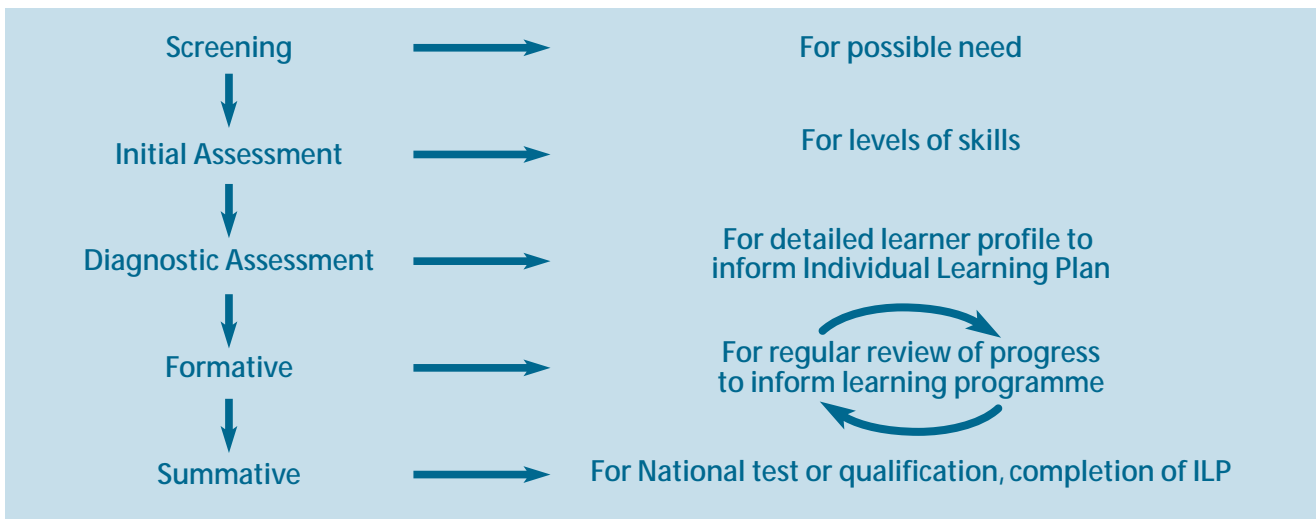 Screening
For possible need
Initial Assessment
For levels of skills
Diagnostic Assessment
For detailed learner profile to
inform Individual Learning Plan
Formative
For regular review of progress
to inform learning programme
Summative
For National test or qualification, completion of ILP